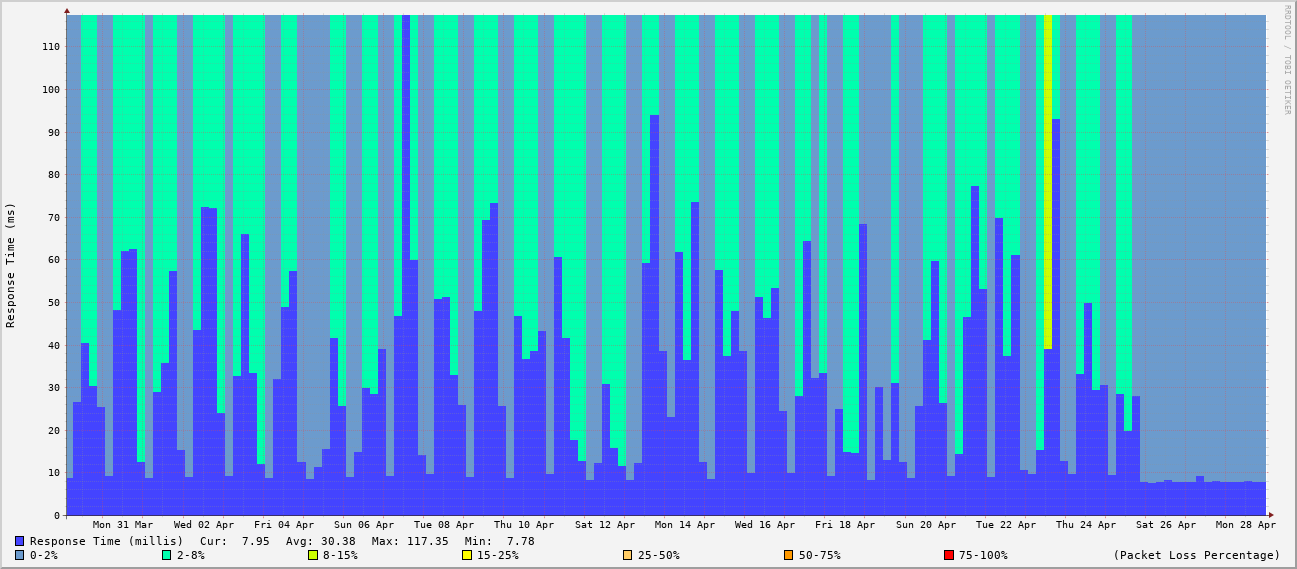 RRDTOOL / TOBI OETIKER
Response Time (ms)
110
100
90
80
70
60
50
40
30
20
10
0
Mon 31 Mar Wed 02 Apr Fri 04 Apr Sun 06 Apr Tue 08 Apr Thu 10 Apr Sat 12 Apr Mon 14 Apr Wed 16 Apr Fri 18 Apr Sun 20 Apr Tue 22 Apr Thu 24 Apr Sat 26 Apr Mon 28 Apr
Response Time (millis) Cur: 7.95 Avg: 30.38 Max: 117.35 Min: 7.78
0-2% 2-8% 8-15% 15-25% 25-50% 50-75% 75-100% (Packet Loss Percentage)